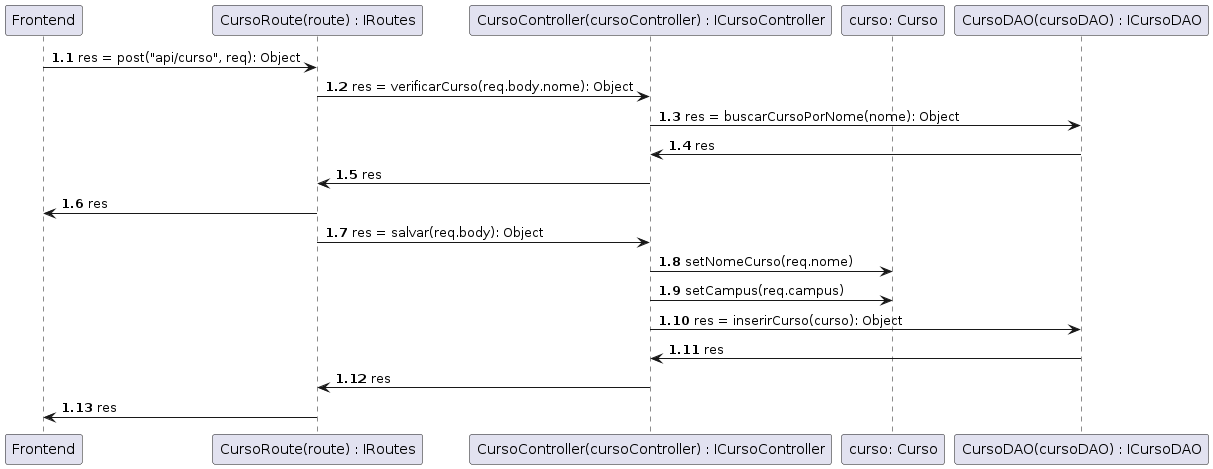 Frontend
CursoRoute(route) : IRoutes
CursoController(cursoController) : ICursoController
curso: Curso
CursoDAO(cursoDAO) : ICursoDAO
1.1 res = post("api/curso", req): Object
1.2 res = verificarCurso(req.body.nome): Object
1.3 res = buscarCursoPorNome(nome): Object
1.4 res
1.5 res
1.6 res
1.7 res = salvar(req.body): Object
1.8 setNomeCurso(req.nome)
1.9 setCampus(req.campus)
1.10 res = inserirCurso(curso): Object
1.11 res
1.12 res
1.13 res
Frontend
CursoRoute(route) : IRoutes
CursoController(cursoController) : ICursoController
curso: Curso
CursoDAO(cursoDAO) : ICursoDAO